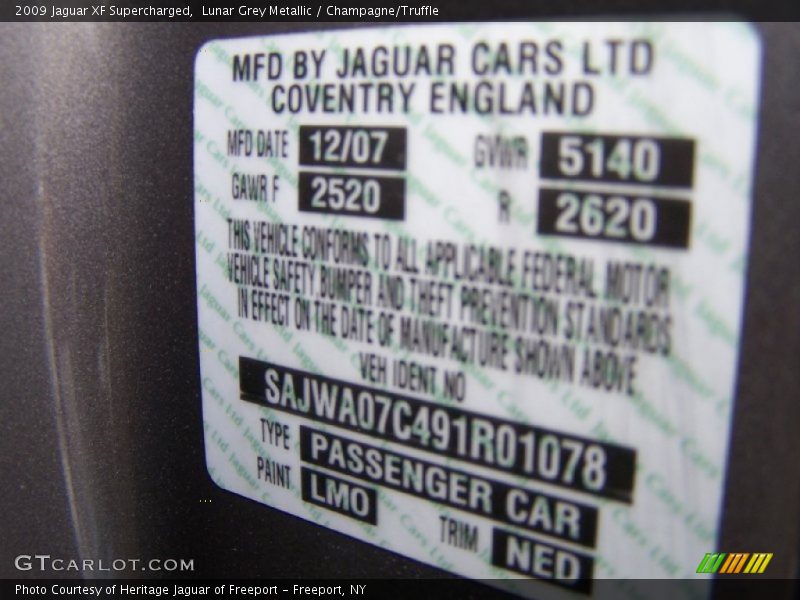 2009 Jaguar XF Supercharged,  Lunar Grey Metallic / Champagne/Truffle
MFD BY JAGUAR CARS LTD
COVENTRY ENGLAND
MFD DATE 12/07 GVWR 5140
GAWR F 2520 R 2620
THIS VEHICLE CONFORMS TO ALL APPLICABLE FEDERAL MOTOR
VEHICLE SAFETY BUMPER AND THEFT PREVENTION STANDARDS
IN EFFECT ON THE DATE OF MANUFACTURE SHOWN ABOVE
VEH IDENT NO
SAJWA07C491R01078
TYPE PASSENGER CAR
PAINT LMO TRIM NED
GTCARLOT.COM
Photo Courtesy of Heritage Jaguar of Freeport – Freeport, NY